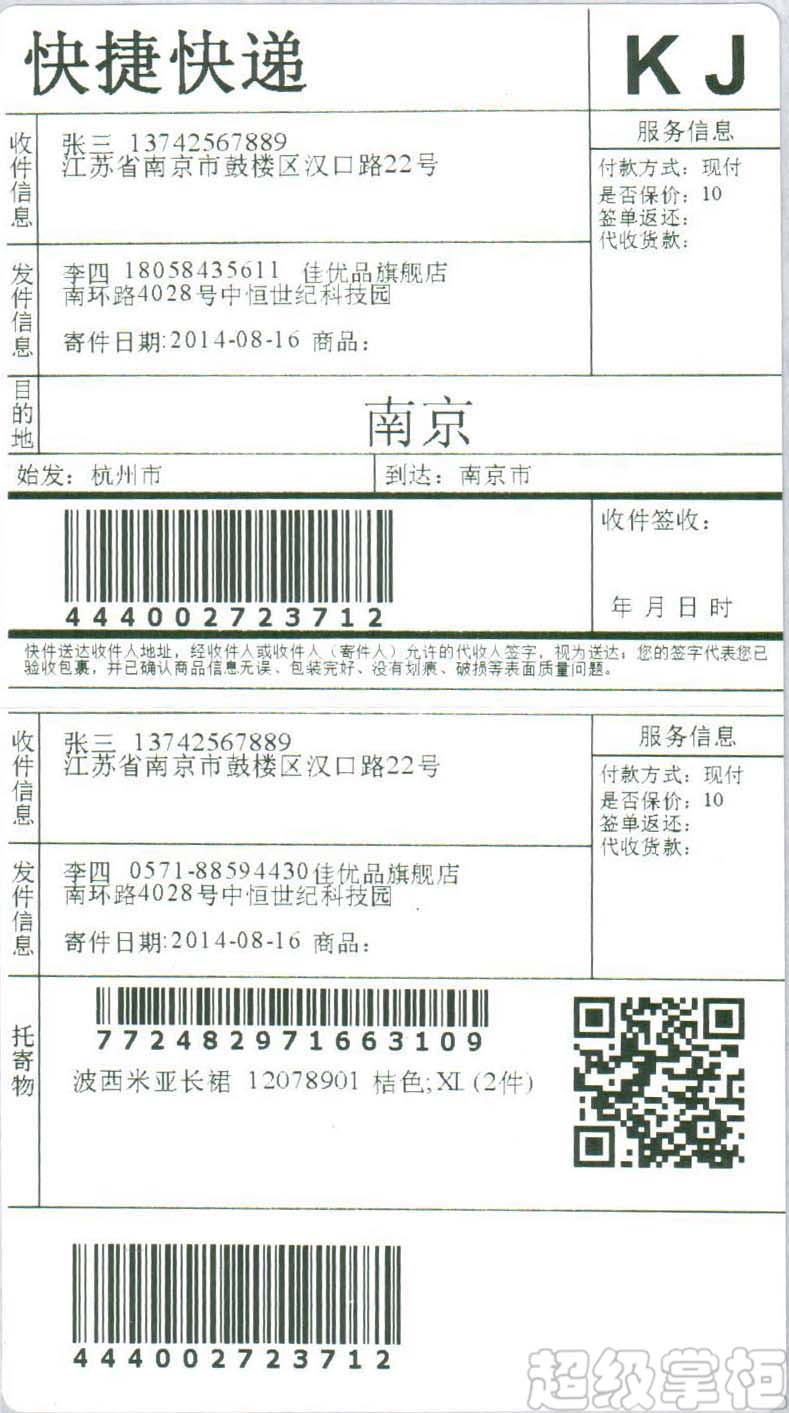 快捷快递
KJ
收件信息
张三 13742567889
江苏省南京市鼓楼区汉口路22号
服务信息
付款方式：现付
是否保价：10
签单返还：
代收货款：
发件信息
李四 18058435611 佳优品旗舰店
南环路4028号中恒世纪科技园
寄件日期:2014-08-16 商品：
目的地
南京
始发：杭州市
到达：南京市
444002723712
收件签收：
年月日时
快件送达收件人地址，经收件人或收件人（寄件人）允许的代收人签字，视为送达；您的签字代表您已
验收包裹，并已确认商品信息无误、包装完好、没有划痕、破损等表面质量问题。
收件信息
张三 13742567889
江苏省南京市鼓楼区汉口路22号
服务信息
付款方式：现付
是否保价：10
签单返还：
代收货款：
发件信息
李四 0571-88594430佳优品旗舰店
南环路4028号中恒世纪科技园
寄件日期:2014-08-16 商品：
托寄物
772482971663109
波西米亚长裙 12078901 桔色;XL (2件)
444002723712
超级掌柜